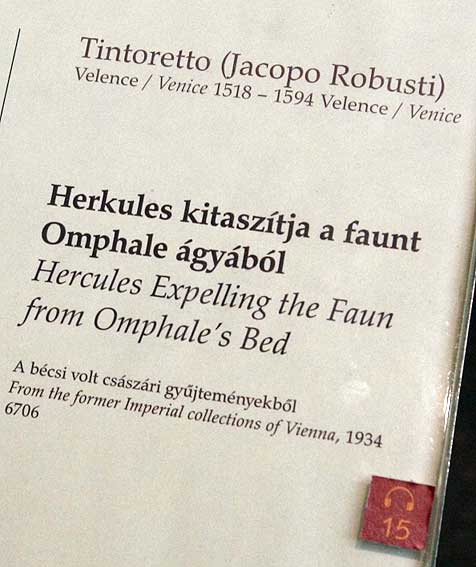 Tintoretto (Jacopo Robusti)
Velence / Venice 1518 – 1594 Velence / Venice
Herkules kitaszítja a faunt
Omphale ágyából
Hercules Expelling the Faun
from Omphale's Bed
A bécsi volt császári gyűjteményekből
From the former Imperial collections of Vienna, 1934
6706
15